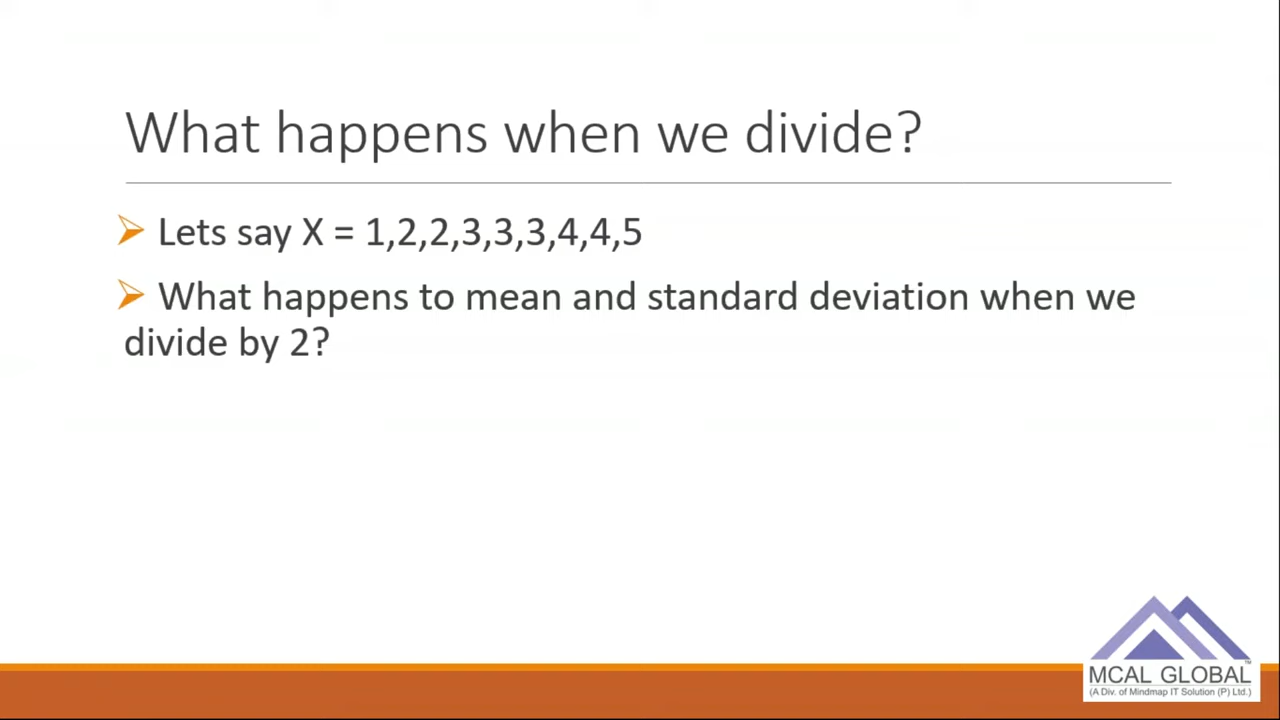 What happens when we divide?
Lets say X = 1,2,2,3,3,3,4,4,5
What happens to mean and standard deviation when we
divide by 2?
MCAL GLOBAL™
(A Div. of Mindmap IT Solution (P) Ltd.)